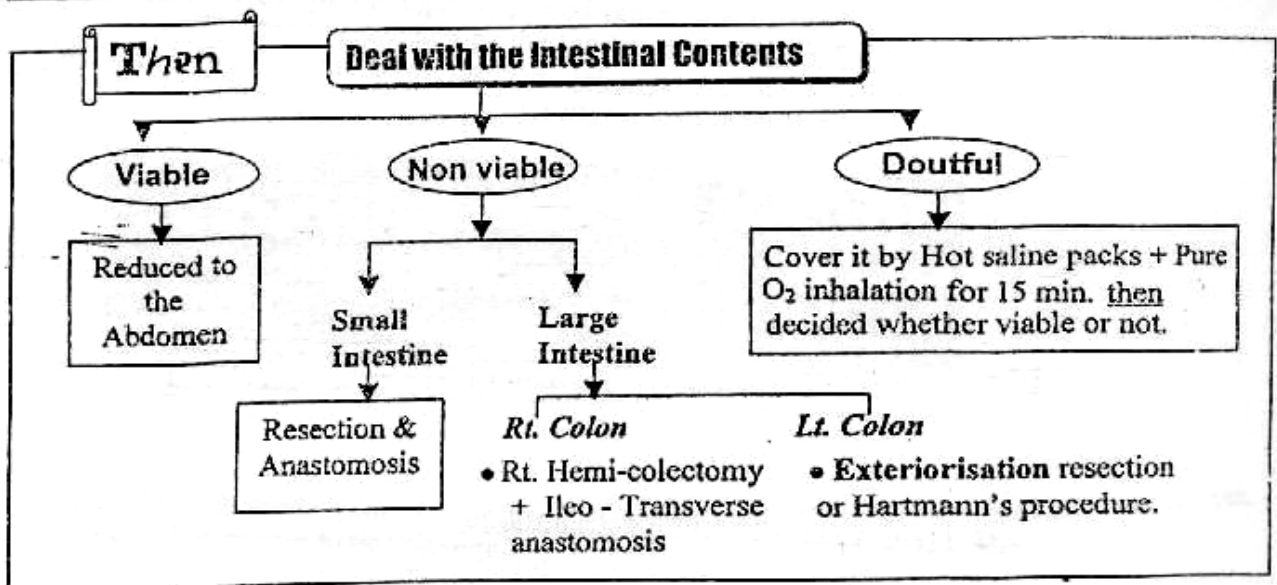 Then
Deal with the Intestinal Contents
Viable
Non viable
Doutful
Reduced to
the
Abdomen
Small
Intestine
Large
Intestine
Cover it by Hot saline packs + Pure
O₂ inhalation for 15 min. then
decided whether viable or not.
Resection &
Anastomosis
Rt. Colon
• Rt. Hemi-colectomy
+ Ileo - Transverse
anastomosis
Lt. Colon
• Exteriorisation resection
or Hartmann's procedure.